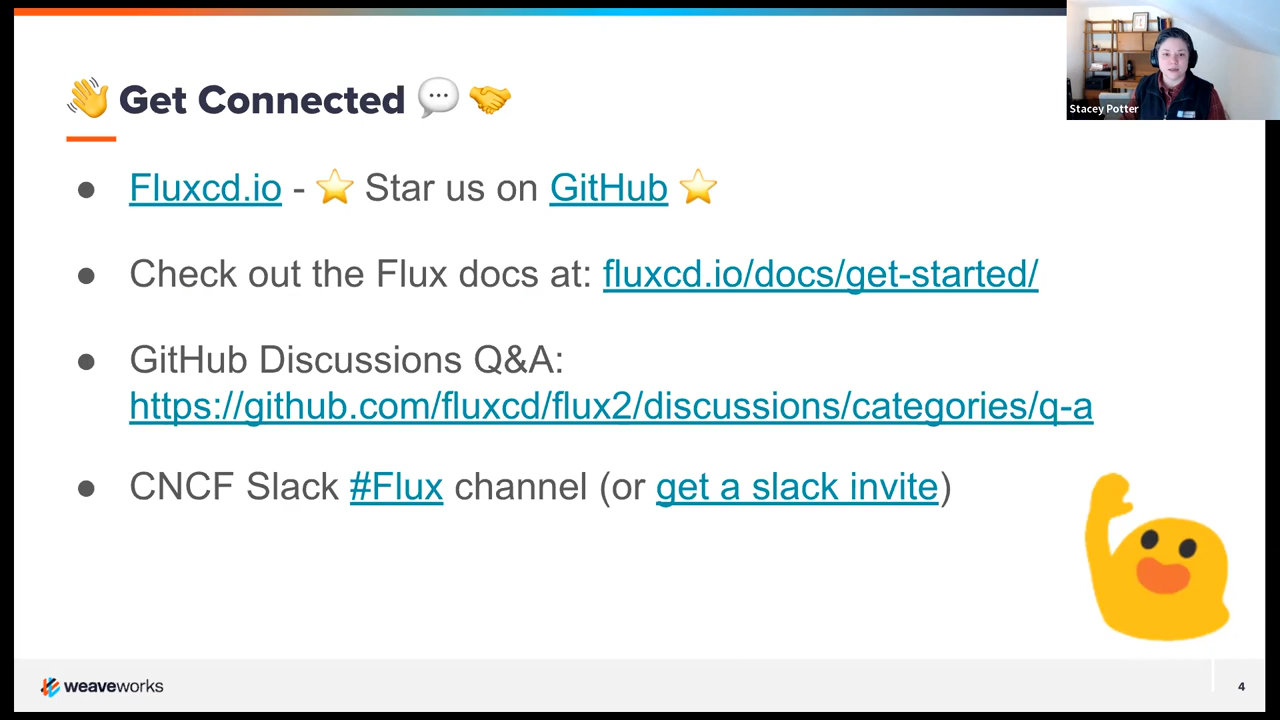 👋 Get Connected 💬 🤝
Stacey Potter
● Fluxcd.io - ⭐ Star us on GitHub ⭐
● Check out the Flux docs at: fluxcd.io/docs/get-started/
● GitHub Discussions Q&A:
https://github.com/fluxcd/flux2/discussions/categories/q-a
● CNCF Slack #Flux channel (or get a slack invite)
weaveworks
4